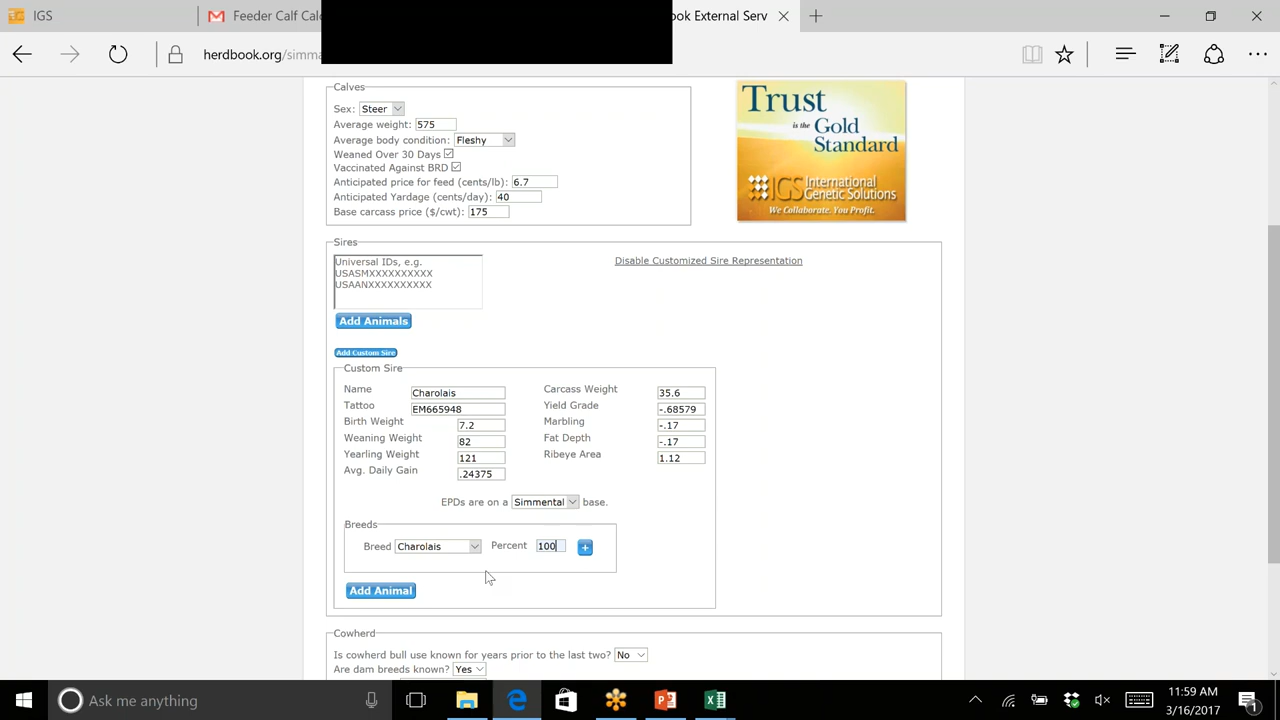 IGS
Feeder Calf Cal
ok External Serv
herdbook.org/simma
Calves
Sex: Steer
Average weight: 575
Average body condition: Fleshy
Weaned Over 30 Days
Vaccinated Against BRD
Anticipated price for feed (cents/lb): 6.7
Anticipated Yardage (cents/day): 40
Base carcass price ($/cwt): 175
Trust
is the Gold
Standard
IGS International
Genetic Solutions
We Collaborate. You Profit.
Sires
Universal IDs, e.g.
USASMXXXXXXXXXX
USAANXXXXXXXXXX
Disable Customized Sire Representation
Add Animals
Add Custom Sire
Custom Sire
Name Charolais Carcass Weight 35.6
Tattoo EM665948 Yield Grade -.68579
Birth Weight 7.2 Marbling -.17
Weaning Weight 82 Fat Depth -.17
Yearling Weight 121 Ribeye Area 1.12
Avg. Daily Gain .24375
EPDs are on a Simmental base.
Breeds
Breed Charolais Percent 100 +
Add Animal
Cowherd
Is cowherd bull use known for years prior to the last two? No
Are dam breeds known? Yes
Ask me anything
11:59 AM
3/16/2017
1